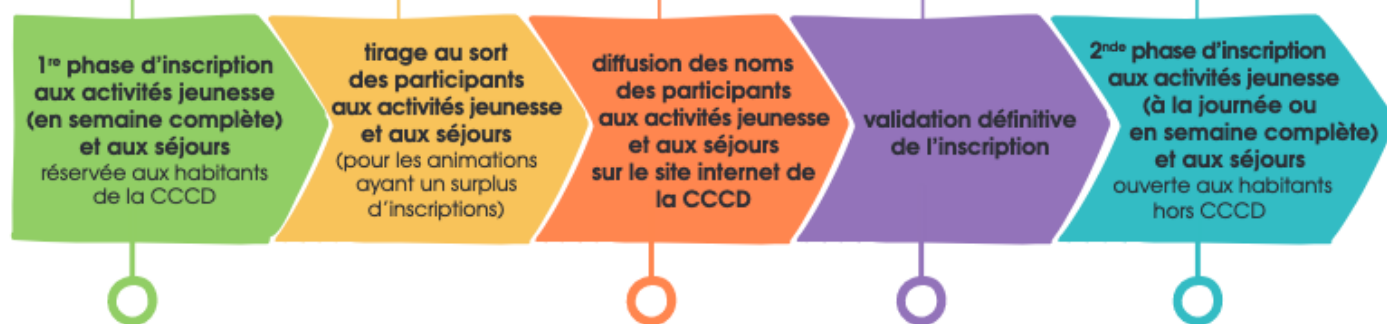 1re phase d’inscription
aux activités jeunesse
(en semaine complète)
et aux séjours
réservée aux habitants
de la CCCD
tirage au sort
des participants
aux activités jeunesse
et aux séjours
(pour les animations
ayant un surplus
d’inscriptions)
diffusion des noms
des participants
aux activités jeunesse
et aux séjours
sur le site internet de
la CCCD
validation définitive
de l’inscription
2nde phase d’inscription
aux activités jeunesse
(à la journée ou
en semaine complète)
et aux séjours
ouverte aux habitants
hors CCCD